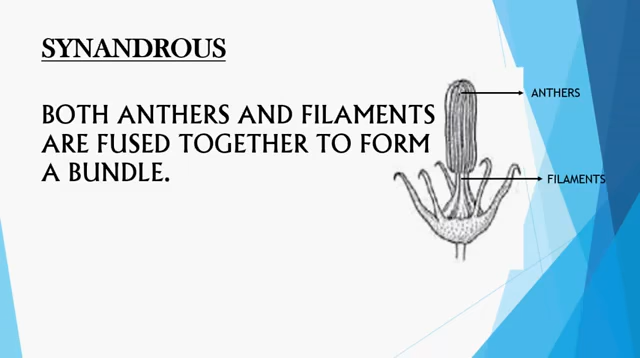 SYNANDROUS
BOTH ANTHERS AND FILAMENTS
ARE FUSED TOGETHER TO FORM
A BUNDLE.
ANTHERS
FILAMENTS